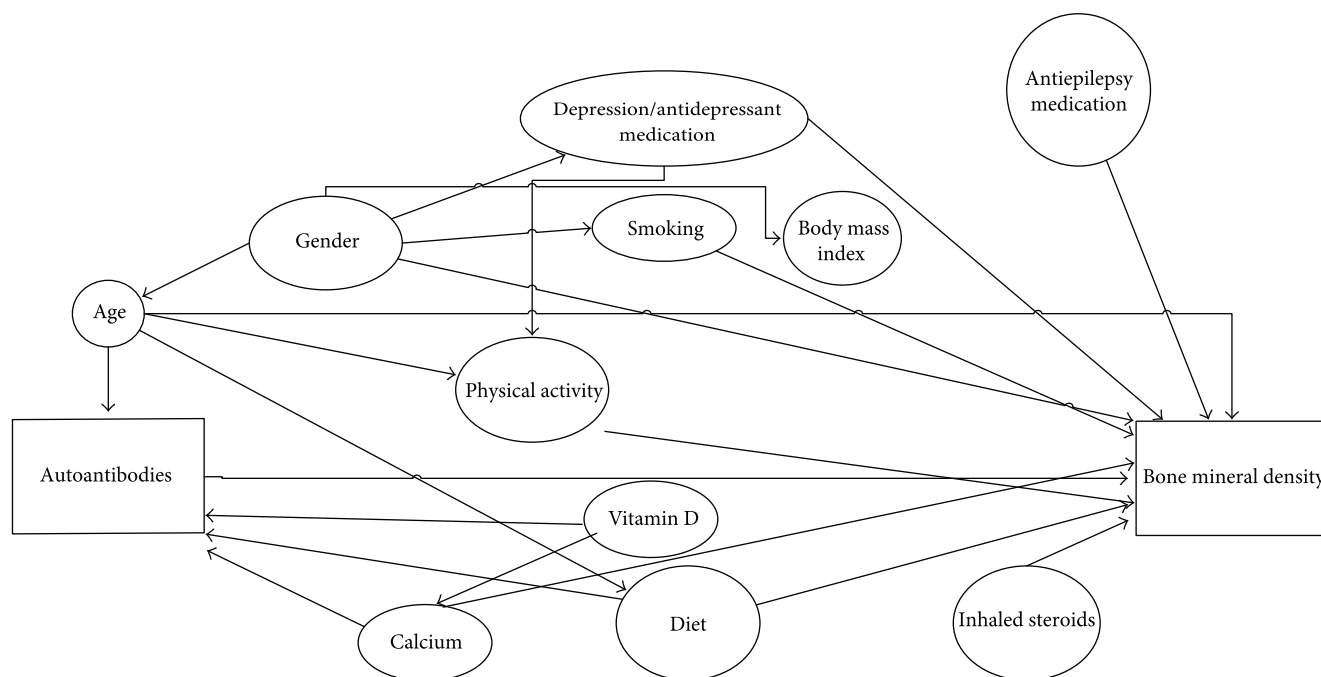 Antiepilepsy
medication
Depression/antidepressant
medication
Gender
Smoking
Body mass
index
Age
Physical activity
Autoantibodies
Bone mineral density
Vitamin D
Calcium
Diet
Inhaled steroids